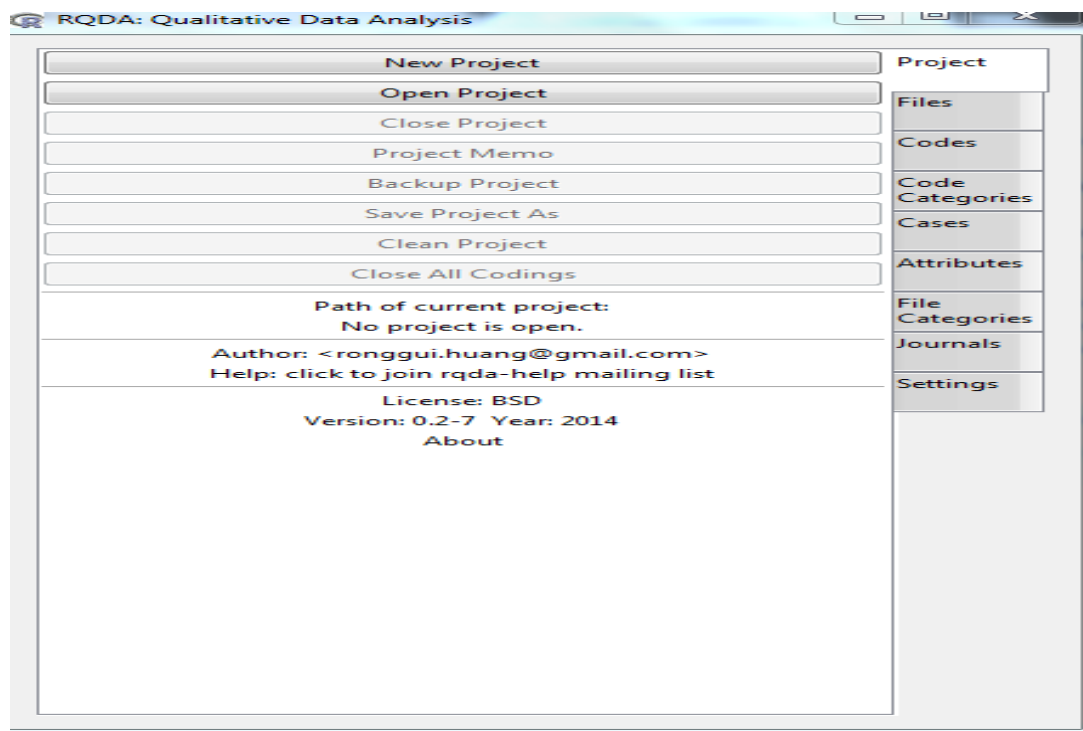 RQDA: Qualitative Data Analysis
New Project
Open Project
Close Project
Project Memo
Backup Project
Save Project As
Clean Project
Close All Codings
Path of current project:
No project is open.
Author: <ronggui.huang@gmail.com>
Help: click to join rqda-help mailing list
License: BSD
Version: 0.2-7 Year: 2014
About
Project
Files
Codes
Code
Categories
Cases
Attributes
File
Categories
Journals
Settings